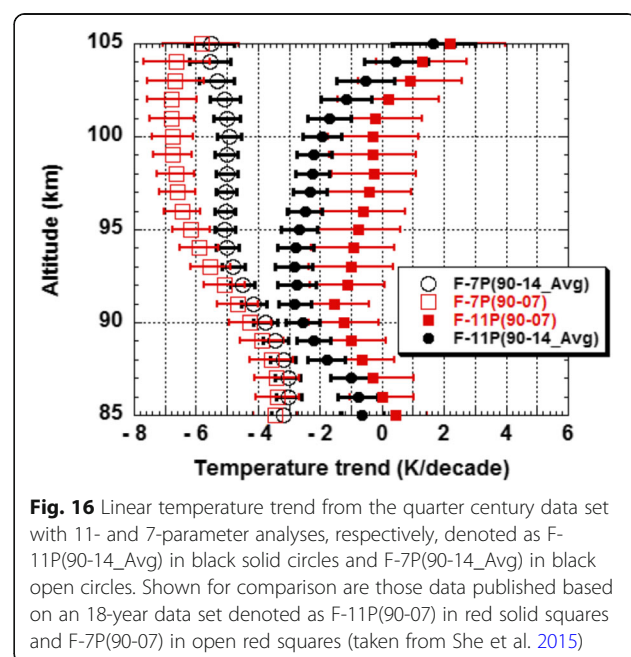 105
100
95
90
85
Altitude (km)
F-7P(90-14_Avg)
F-7P(90-07)
F-11P(90-07)
F-11P(90-14_Avg)
- 8 - 6 - 4 - 2 0 2 4 6
Temperature trend (K/decade)
Fig. 16 Linear temperature trend from the quarter century data set
with 11- and 7-parameter analyses, respectively, denoted as F-
11P(90-14_Avg) in black solid circles and F-7P(90-14_Avg) in black
open circles. Shown for comparison are those data published based
on an 18-year data set denoted as F-11P(90-07) in red solid squares
and F-7P(90-07) in open red squares (taken from She et al. 2015)